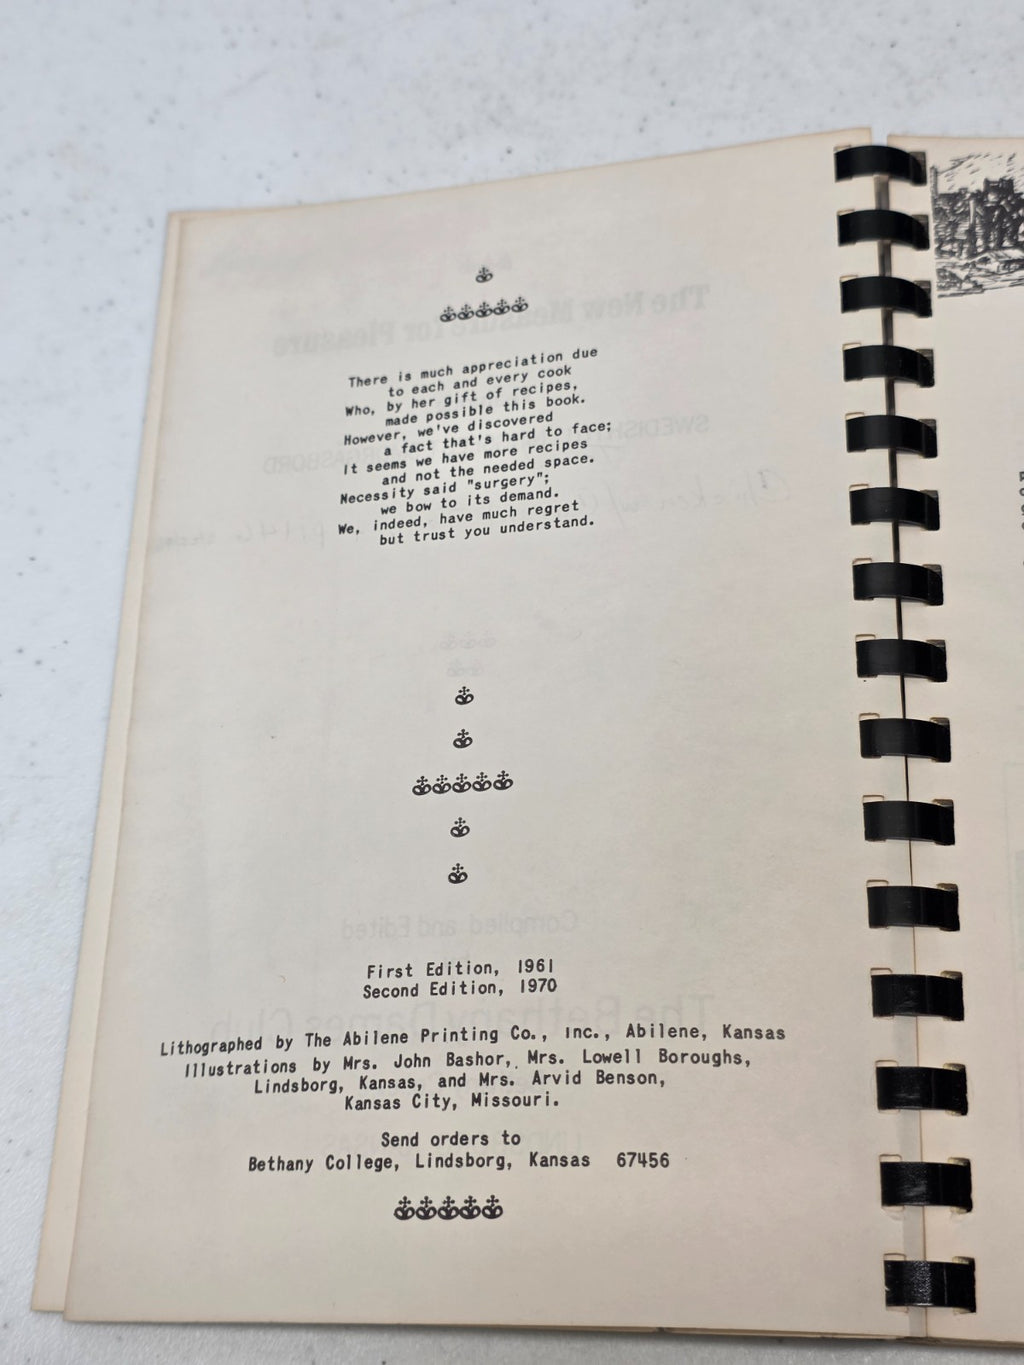 There is much appreciation due
to each and every cook
Who, by her gift of recipes,
made possible this book.
However, we've discovered
a fact that's hard to face;
It seems we have more recipes
and not the needed space.
Necessity said "surgery";
we bow to its demand.
We, indeed, have much regret
but trust you understand.
First Edition, 1961
Second Edition, 1970
Lithographed by The Abilene Printing Co., Inc., Abilene, Kansas
Illustrations by Mrs. John Bashor, Mrs. Lowell Boroughs,
Lindsborg, Kansas, and Mrs. Arvid Benson,
Kansas City, Missouri.
Send orders to
Bethany College, Lindsborg, Kansas 67456